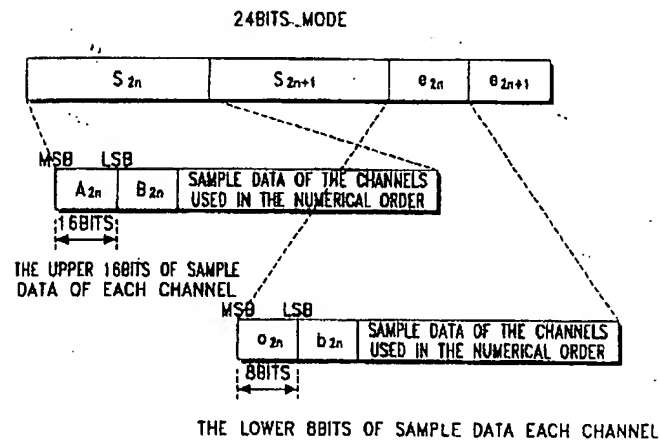 24BITS MODE
S2n S2n+1 e2n e2n+1
MSB LSB
A2n B2n SAMPLE DATA OF THE CHANNELS
USED IN THE NUMERICAL ORDER
16BITS
THE UPPER 16BITS OF SAMPLE
DATA OF EACH CHANNEL
MSB LSB
a2n b2n SAMPLE DATA OF THE CHANNELS
USED IN THE NUMERICAL ORDER
8BITS
THE LOWER 8BITS OF SAMPLE DATA EACH CHANNEL